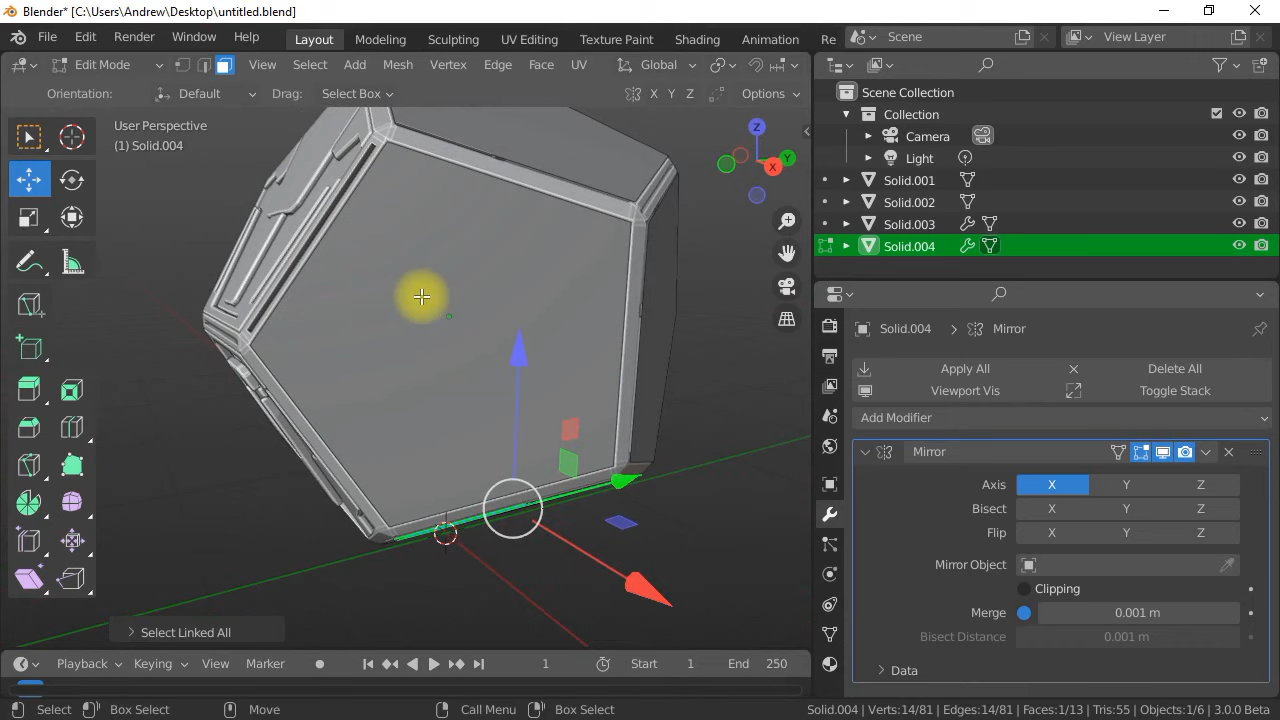 Blender* [C:\Users\Andrew\Desktop\untitled.blend]
File Edit Render Window Help Layout Modeling Sculpting UV Editing Texture Paint Shading Animation Re Scene View Layer
Edit Mode View Select Add Mesh Vertex Edge Face UV Global
Orientation: Default Drag: Select Box X Y Z Options
User Perspective
(1) Solid.004
Z
Y
X
Scene Collection
Collection
Camera
Light
Solid.001
Solid.002
Solid.003
Solid.004
Solid.004 > Mirror
Apply All Delete All
Viewport Vis Toggle Stack
Add Modifier
Mirror
Axis X Y Z
Bisect X Y Z
Flip X Y Z
Mirror Object
Clipping
Merge 0.001 m
Bisect Distance 0.001 m
Data
Select Linked All
Playback Keying View Marker 1 Start 1 End 250
Select Box Select Move Call Menu Box Select Solid.004 | Verts:14/81 | Edges:14/81 | Faces:1/13 | Tris:55 | Objects:1/6 | 3.0.0 Beta